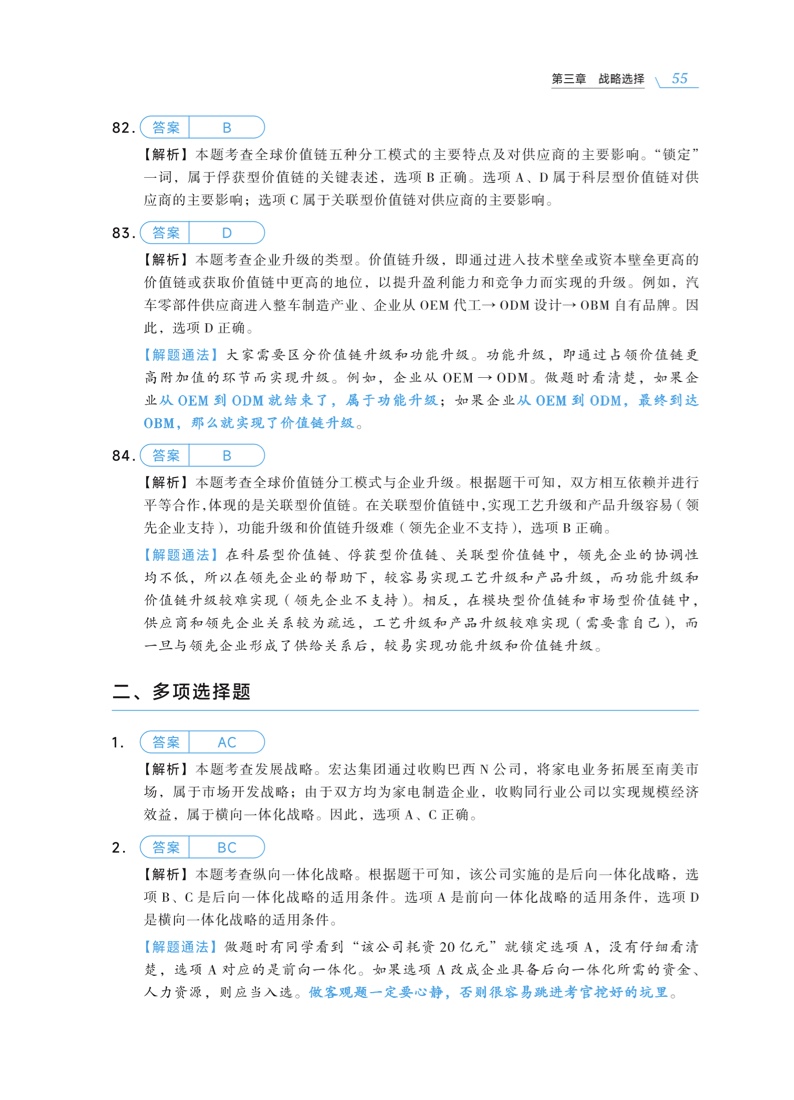 第三章 战略选择 55
82. 答案 B
【解析】本题考查全球价值链五种分工模式的主要特点及对供应商的主要影响。“锁定”
一词，属于俘获型价值链的关键表述，选项 B 正确。选项 A、D 属于科层型价值链对供
应商的主要影响；选项 C 属于关联型价值链对供应商的主要影响。
83. 答案 D
【解析】本题考查企业升级的类型。价值链升级，即通过进入技术壁垒或资本壁垒更高的
价值链或获取价值链中更高的地位，以提升盈利能力和竞争力而实现的升级。例如，汽
车零部件供应商进入整车制造产业、企业从 OEM 代工→ ODM 设计→ OBM 自有品牌。因
此，选项 D 正确。
【解题通法】大家需要区分价值链升级和功能升级。功能升级，即通过占领价值链更
高附加值的环节而实现升级。例如，企业从 OEM → ODM。做题时看清楚，如果企
业从 OEM 到 ODM 就结束了，属于功能升级；如果企业从 OEM 到 ODM，最终到达
OBM，那么就实现了价值链升级。
84. 答案 B
【解析】本题考查全球价值链分工模式与企业升级。根据题干可知，双方相互依赖并进行
平等合作，体现的是关联型价值链。在关联型价值链中，实现工艺升级和产品升级容易（领
先企业支持），功能升级和价值链升级难（领先企业不支持），选项 B 正确。
【解题通法】在科层型价值链、俘获型价值链、关联型价值链中，领先企业的协调性
均不低，所以在领先企业的帮助下，较容易实现工艺升级和产品升级，而功能升级和
价值链升级较难实现（领先企业不支持）。相反，在模块型价值链和市场型价值链中，
供应商和领先企业关系较为疏远，工艺升级和产品升级较难实现（需要靠自己），而
一旦与领先企业形成了供给关系后，较易实现功能升级和价值链升级。
二、多项选择题
1. 答案 AC
【解析】本题考查发展战略。宏达集团通过收购巴西 N 公司，将家电业务拓展至南美市
场，属于市场开发战略；由于双方均为家电制造企业，收购同行业公司以实现规模经济
效益，属于横向一体化战略。因此，选项 A、C 正确。
2. 答案 BC
【解析】本题考查纵向一体化战略。根据题干可知，该公司实施的是后向一体化战略，选
项 B、C 是后向一体化战略的适用条件。选项 A 是前向一体化战略的适用条件，选项 D
是横向一体化战略的适用条件。
【解题通法】做题时有同学看到“该公司耗资 20 亿元”就锁定选项 A，没有仔细看清
楚，选项 A 对应的是前向一体化。如果选项 A 改成企业具备后向一体化所需的资金、
人力资源，则应当入选。做客观题一定要心静，否则很容易跳进考官挖好的坑里。